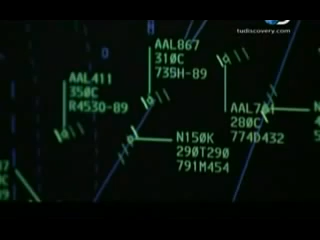 tudiscovery.com
AAL867
310C
735H-89
AAL411
350C
R4530-89
280C
774D432
N150K
290T290
791M454